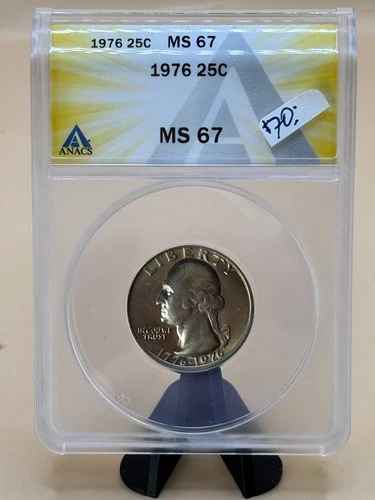 1976 25C MS 67
1976 25C
$70.
MS 67
ANACS
LIBERTY
IN GOD WE
TRUST
1776-1976